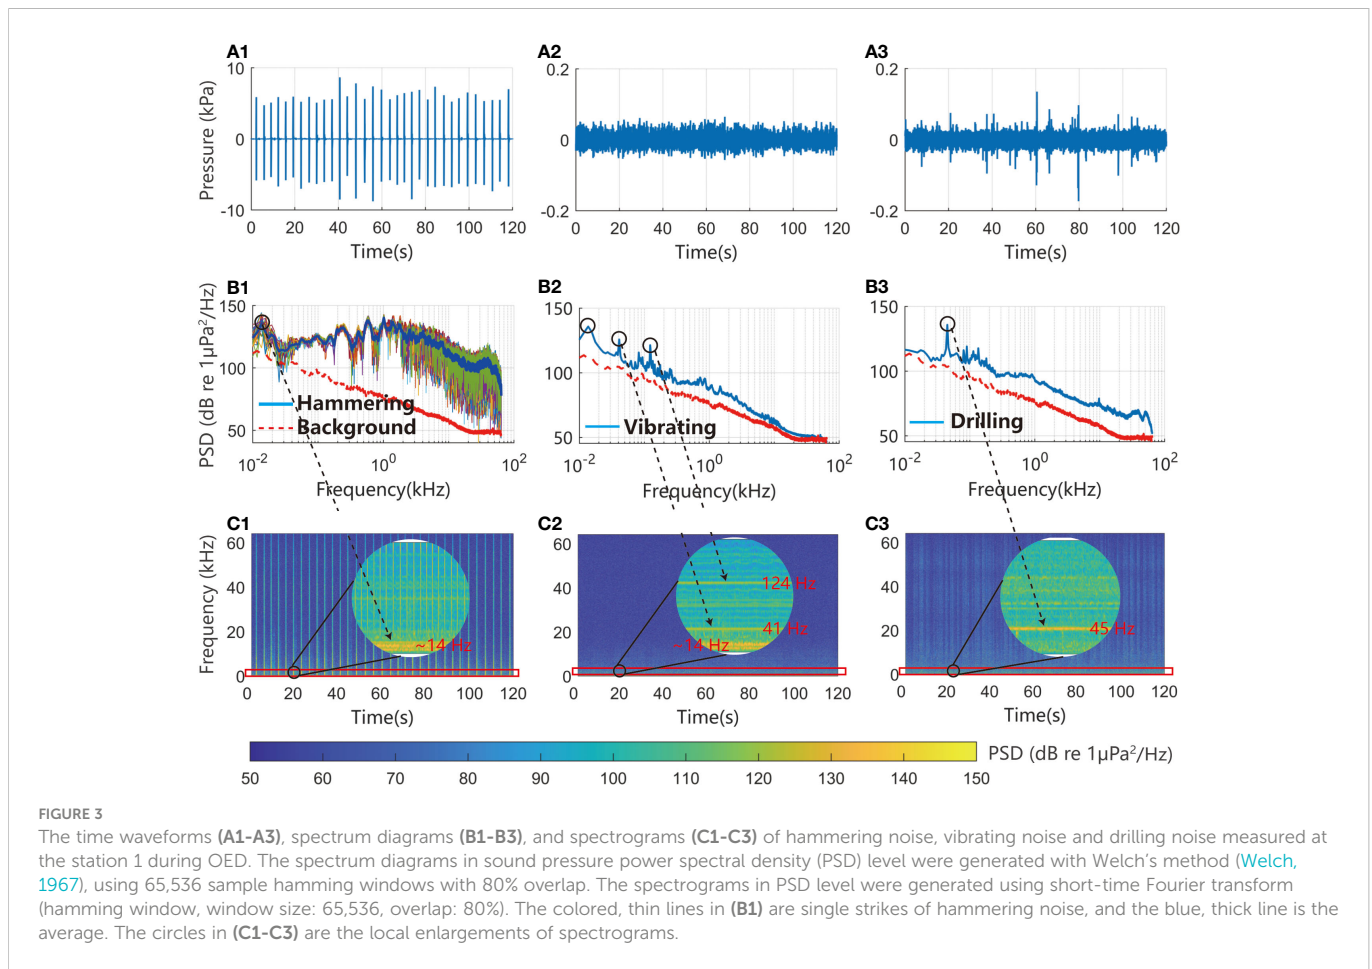 A1
A2
A3
Pressure (kPa)
10
0
-10
0 20 40 60 80 100 120
Time(s)
0.2
0
-0.2
0 20 40 60 80 100 120
Time(s)
0.2
0
-0.2
0 20 40 60 80 100 120
Time(s)
B1
B2
B3
PSD (dB re 1μPa²/Hz)
150
100
50
Hammering
Background
10⁻² 10⁰ 10²
Frequency(kHz)
150
100
50
Vibrating
10⁻² 10⁰ 10²
Frequency(kHz)
150
100
50
Drilling
10⁻² 10⁰ 10²
Frequency(kHz)
C1
C2
C3
Frequency (kHz)
60
40
20
0
~14 Hz
0 20 40 60 80 100 120
Time(s)
60
40
20
0
124 Hz
41 Hz
~14 Hz
0 20 40 60 80 100 120
Time(s)
60
40
20
0
45 Hz
0 20 40 60 80 100 120
Time(s)
PSD (dB re 1μPa²/Hz)
50 60 70 80 90 100 110 120 130 140 150
FIGURE 3
The time waveforms (A1-A3), spectrum diagrams (B1-B3), and spectrograms (C1-C3) of hammering noise, vibrating noise and drilling noise measured at
the station 1 during OED. The spectrum diagrams in sound pressure power spectral density (PSD) level were generated with Welch's method (Welch,
1967), using 65,536 sample hamming windows with 80% overlap. The spectrograms in PSD level were generated using short-time Fourier transform
(hamming window, window size: 65,536, overlap: 80%). The colored, thin lines in (B1) are single strikes of hammering noise, and the blue, thick line is the
average. The circles in (C1-C3) are the local enlargements of spectrograms.